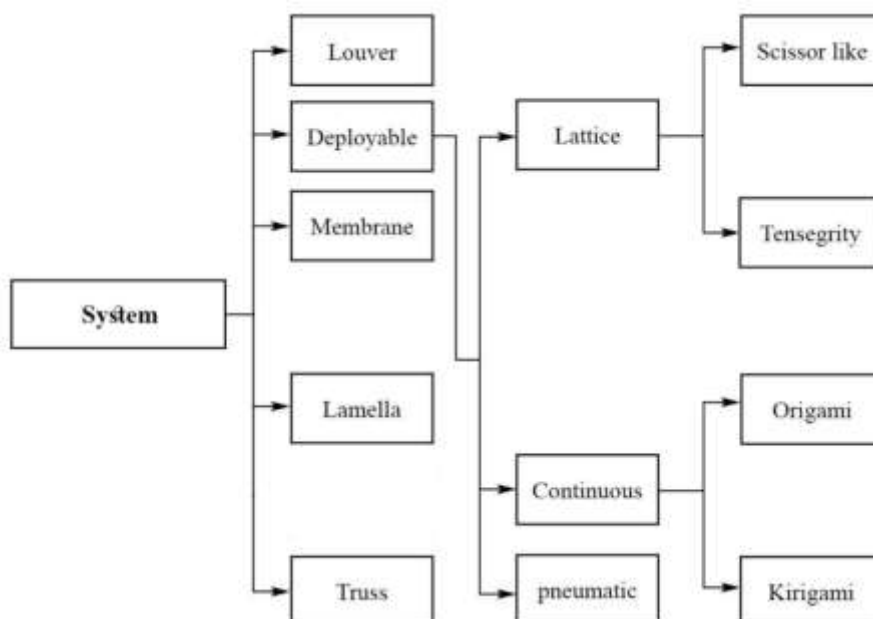 Louver
Scissor like
Deployable
Lattice
Membrane
Tensegrity
System
Lamella
Origami
Continuous
Truss
pneumatic
Kirigami